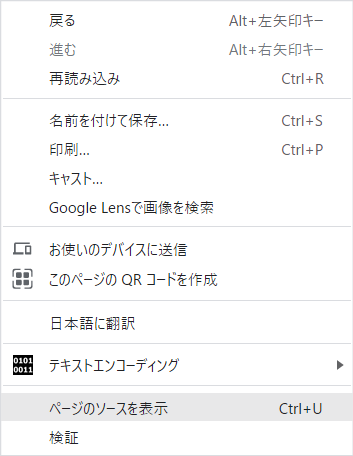 戻る Alt+左矢印キー
進む Alt+右矢印キー
再読み込み Ctrl+R
名前を付けて保存... Ctrl+S
印刷... Ctrl+P
キャスト...
Google Lensで画像を検索
お使いのデバイスに送信
このページの QR コードを作成
日本語に翻訳
0101
0011 テキストエンコーディング
ページのソースを表示 Ctrl+U
検証